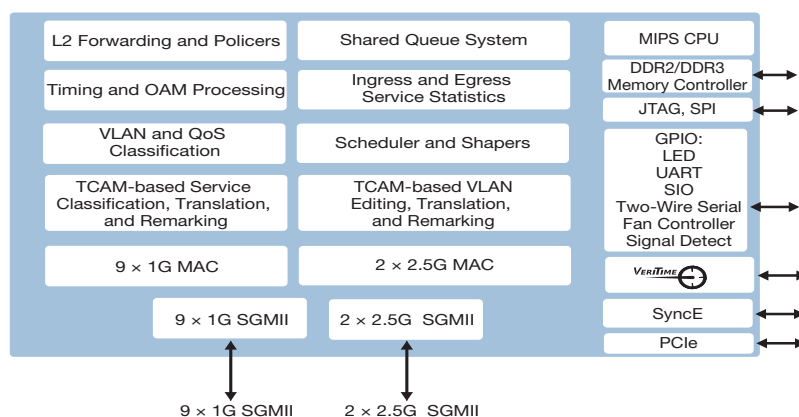 L2 Forwarding and Policers
Shared Queue System
MIPS CPU
Timing and OAM Processing
Ingress and Egress
Service Statistics
DDR2/DDR3
Memory Controller
JTAG, SPI
VLAN and QoS
Classification
Scheduler and Shapers
GPIO:
LED
UART
SIO
Two-Wire Serial
Fan Controller
Signal Detect
TCAM-based Service
Classification, Translation,
and Remarking
TCAM-based VLAN
Editing, Translation,
and Remarking
9 × 1G MAC
2 × 2.5G MAC
VERITIME
9 × 1G SGMII
2 × 2.5G SGMII
SyncE
PCIe
9 × 1G SGMII
2 × 2.5G SGMII